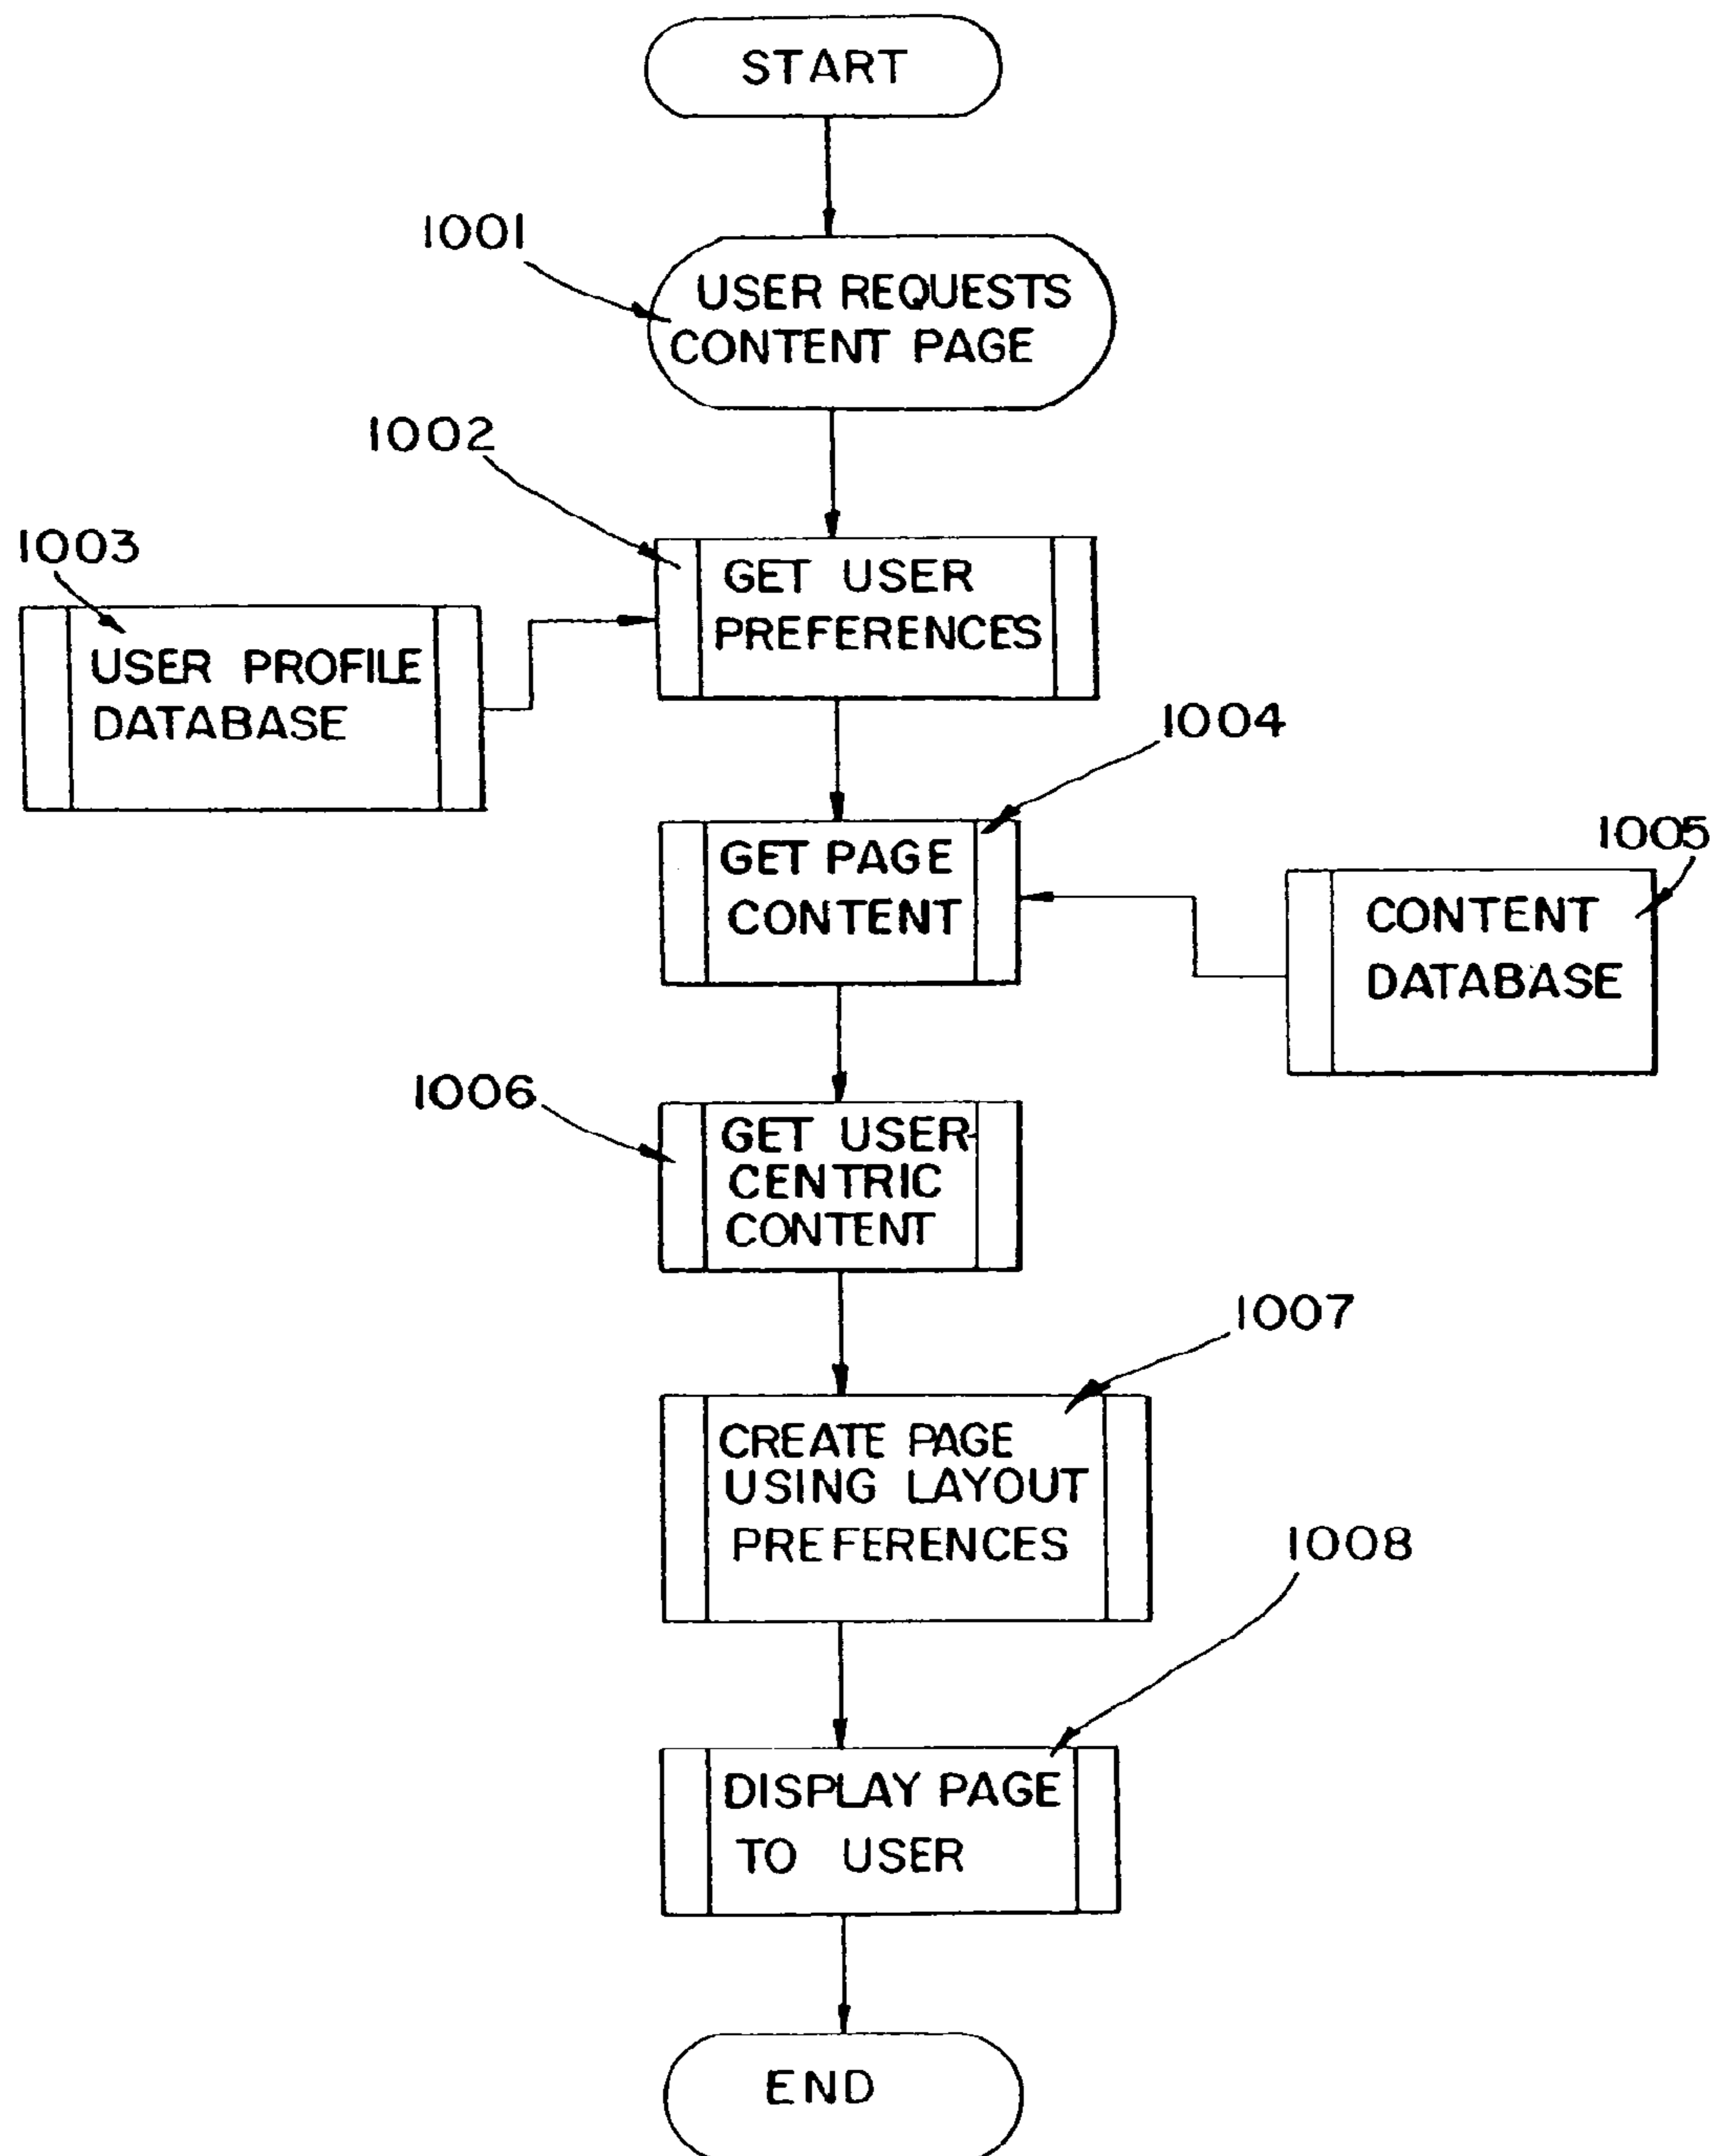 START
1001
USER REQUESTS
CONTENT PAGE
1002
GET USER
PREFERENCES
1003
USER PROFILE
DATABASE
1004
GET PAGE
CONTENT
1005
CONTENT
DATABASE
1006
GET USER-
CENTRIC
CONTENT
1007
CREATE PAGE
USING LAYOUT
PREFERENCES
1008
DISPLAY PAGE
TO USER
END